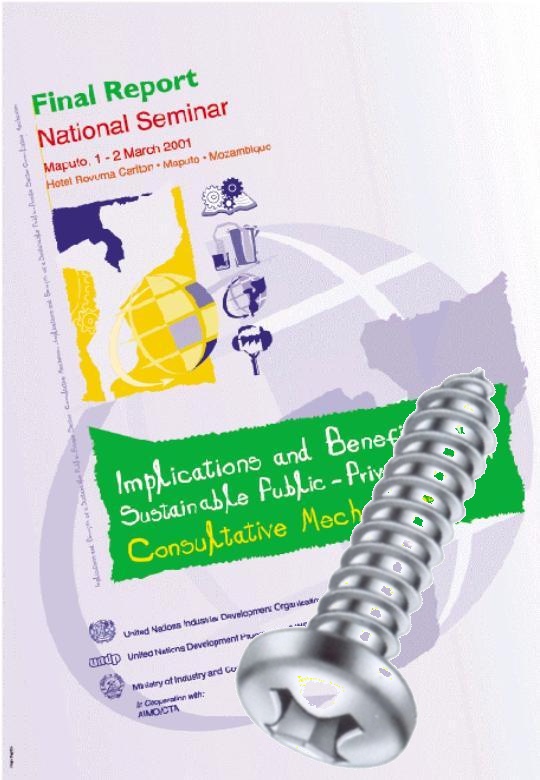 Final Report
National Seminar
Maputo, 1 - 2 March 2001
Hotel Rovuma Carlton • Maputo • Mozambique
Implications and Benefi
Sustainable Public - Priv
Consultative Mech
United Nations Industrial Development Organizatio
undp United Nations Development
Ministry of Industry and Co
In Cooperation with:
AIMO/CTA